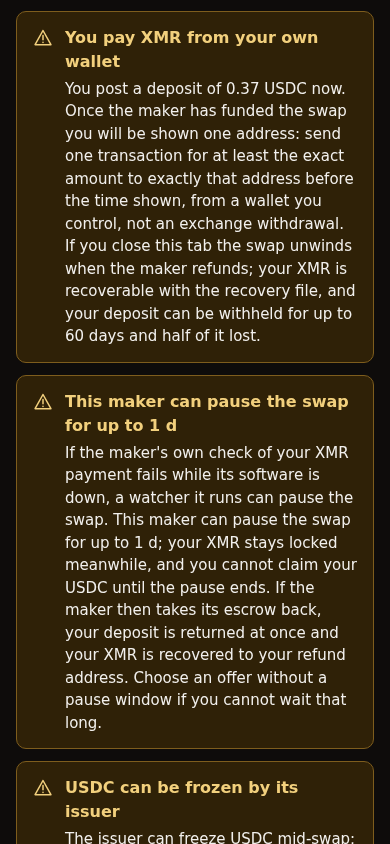 You pay XMR from your own
wallet
You post a deposit of 0.37 USDC now.
Once the maker has funded the swap
you will be shown one address: send
one transaction for at least the exact
amount to exactly that address before
the time shown, from a wallet you
control, not an exchange withdrawal.
If you close this tab the swap unwinds
when the maker refunds; your XMR is
recoverable with the recovery file, and
your deposit can be withheld for up to
60 days and half of it lost.
This maker can pause the swap
for up to 1 d
If the maker's own check of your XMR
payment fails while its software is
down, a watcher it runs can pause the
swap. This maker can pause the swap
for up to 1 d; your XMR stays locked
meanwhile, and you cannot claim your
USDC until the pause ends. If the
maker then takes its escrow back,
your deposit is returned at once and
your XMR is recovered to your refund
address. Choose an offer without a
pause window if you cannot wait that
long.
USDC can be frozen by its
issuer
The issuer can freeze USDC mid-swap;